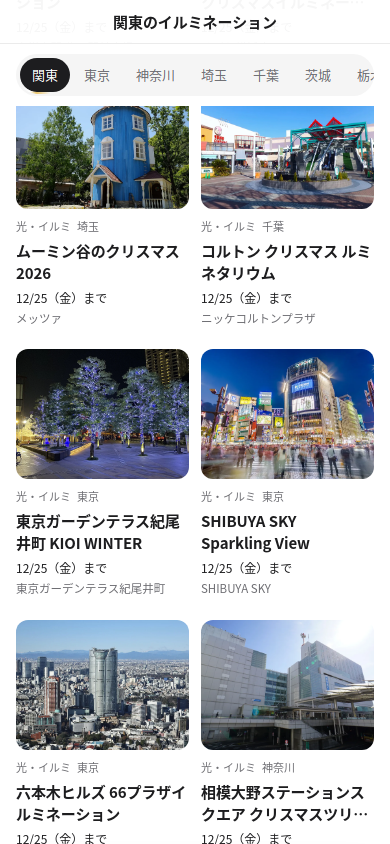 関東のイルミネーション
関東 東京 神奈川 埼玉 千葉 茨城
光・イルミ 埼玉
ムーミン谷のクリスマス
2026
12/25（金）まで
メッツァ
光・イルミ 千葉
コルトン クリスマス ルミ
ネタリウム
12/25（金）まで
ニッケコルトンプラザ
光・イルミ 東京
東京ガーデンテラス紀尾
井町 KIOI WINTER
12/25（金）まで
東京ガーデンテラス紀尾井町
光・イルミ 東京
SHIBUYA SKY
Sparkling View
12/25（金）まで
SHIBUYA SKY
光・イルミ 東京
六本木ヒルズ 66プラザイ
ルミネーション
12/25（金）まで
光・イルミ 神奈川
相模大野ステーションス
クエア クリスマスツリ…
12/25（金）まで